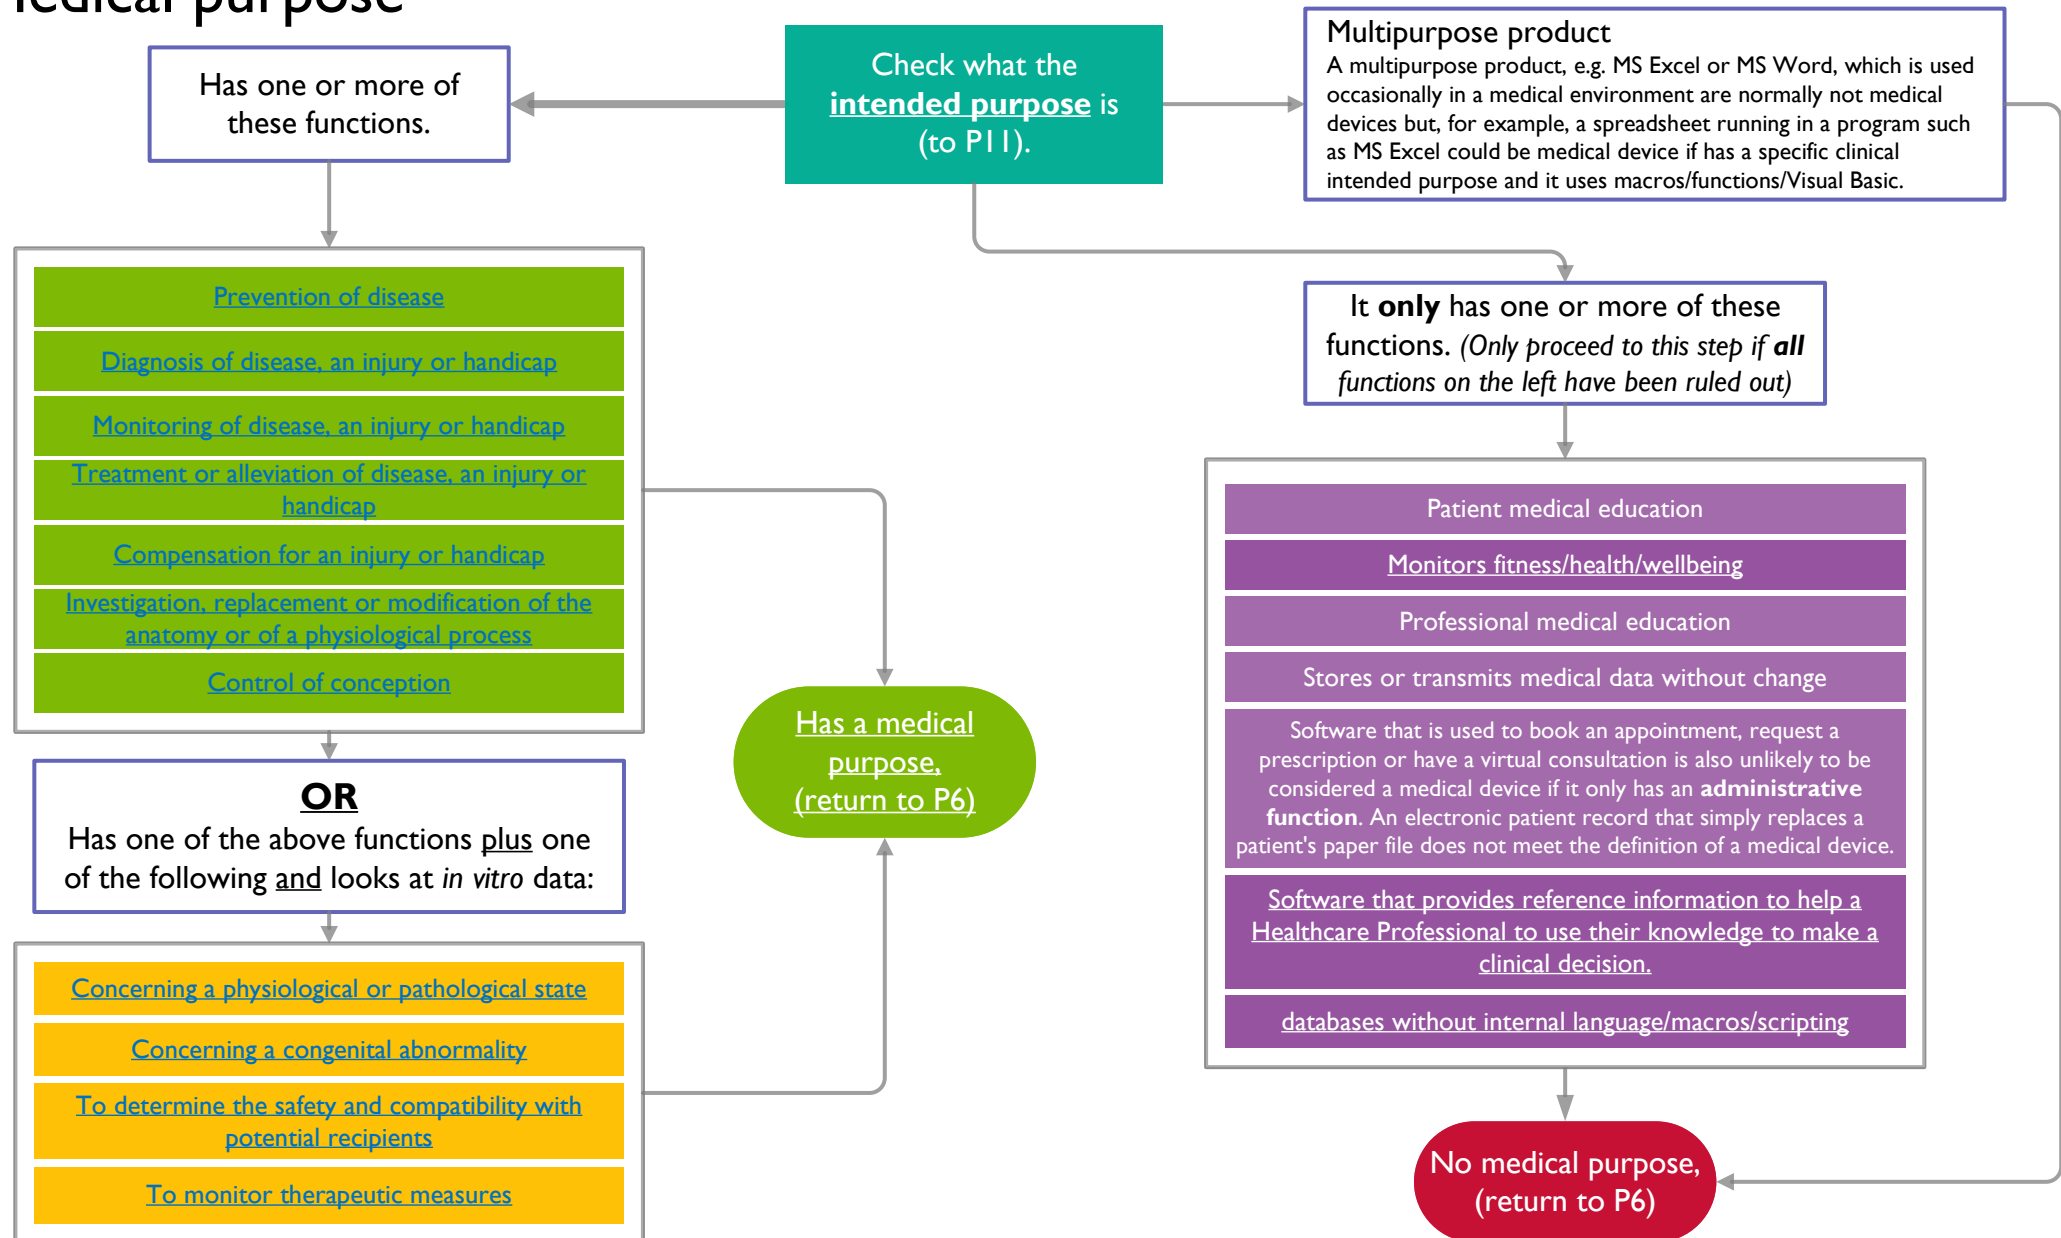 Medical purpose
Has one or more of
these functions.
Check what the
intended purpose is
(to P11).
Multipurpose product
A multipurpose product, e.g. MS Excel or MS Word, which is used
occasionally in a medical environment are normally not medical
devices but, for example, a spreadsheet running in a program such
as MS Excel could be medical device if has a specific clinical
intended purpose and it uses macros/functions/Visual Basic.
Prevention of disease
Diagnosis of disease, an injury or handicap
Monitoring of disease, an injury or handicap
Treatment or alleviation of disease, an injury or
handicap
Compensation for an injury or handicap
Investigation, replacement or modification of the
anatomy or of a physiological process
Control of conception
OR
Has one of the above functions plus one
of the following and looks at in vitro data:
Concerning a physiological or pathological state
Concerning a congenital abnormality
To determine the safety and compatibility with
potential recipients
To monitor therapeutic measures
Has a medical
purpose,
(return to P6)
It only has one or more of these
functions. (Only proceed to this step if all
functions on the left have been ruled out)
Patient medical education
Monitors fitness/health/wellbeing
Professional medical education
Stores or transmits medical data without change
Software that is used to book an appointment, request a
prescription or have a virtual consultation is also unlikely to be
considered a medical device if it only has an administrative
function. An electronic patient record that simply replaces a
patient's paper file does not meet the definition of a medical device.
Software that provides reference information to help a
Healthcare Professional to use their knowledge to make a
clinical decision.
databases without internal language/macros/scripting
No medical purpose,
(return to P6)